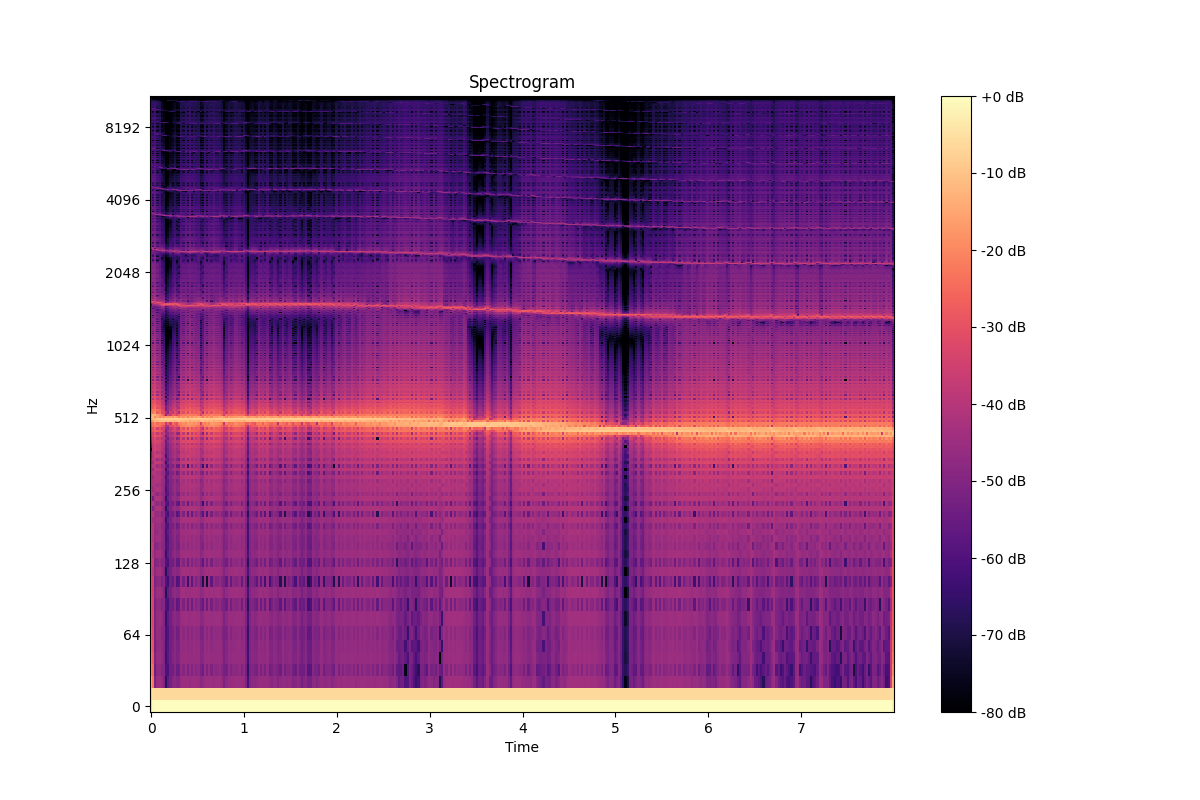 Spectrogram
Hz
8192
4096
2048
1024
512
256
128
64
0
0 1 2 3 4 5 6 7
Time
+0 dB
-10 dB
-20 dB
-30 dB
-40 dB
-50 dB
-60 dB
-70 dB
-80 dB